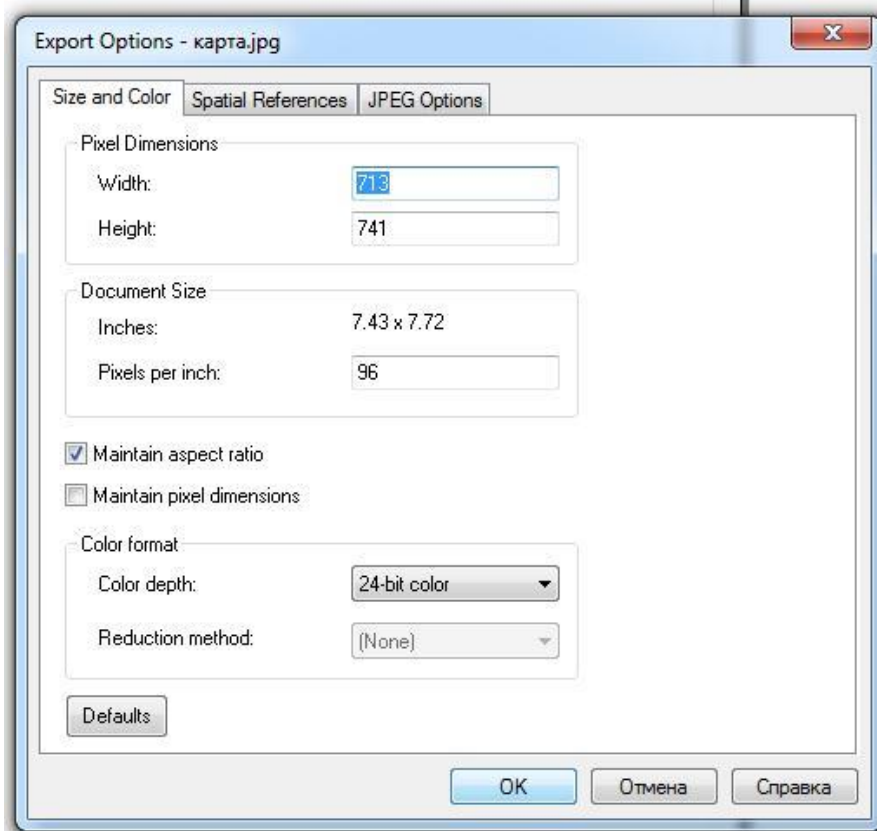 Export Options - карта.jpg
Size and Color Spatial References JPEG Options
Pixel Dimensions
Width: 713
Height: 741
Document Size
Inches: 7.43 x 7.72
Pixels per inch: 96
Maintain aspect ratio
Maintain pixel dimensions
Color format
Color depth: 24-bit color
Reduction method: (None)
Defaults
OK Отмена Справка